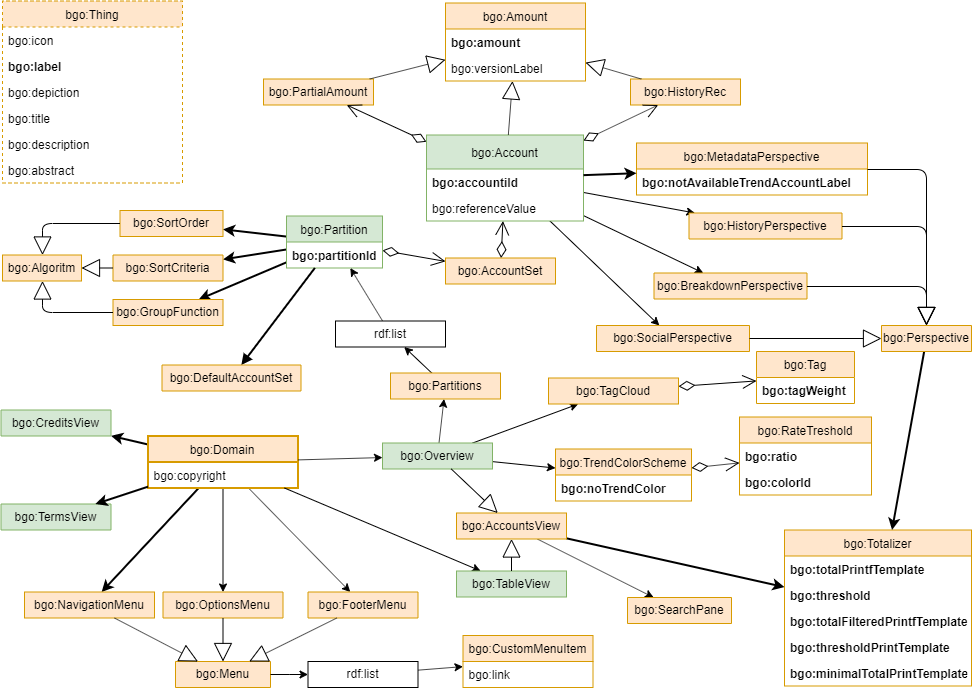 bgo:Thing
bgo:icon
bgo:label
bgo:depiction
bgo:title
bgo:description
bgo:abstract
bgo:Amount
bgo:amount
bgo:versionLabel
bgo:PartialAmount
bgo:HistoryRec
bgo:Account
bgo:accountiId
bgo:referenceValue
bgo:MetadataPerspective
bgo:notAvailableTrendAccountLabel
bgo:HistoryPerspective
bgo:BreakdownPerspective
bgo:SocialPerspective
bgo:Perspective
bgo:SortOrder
bgo:Partition
bgo:partitionId
bgo:Algoritm
bgo:SortCriteria
bgo:GroupFunction
bgo:AccountSet
rdf:list
bgo:DefaultAccountSet
bgo:Partitions
bgo:TagCloud
bgo:Tag
bgo:tagWeight
bgo:CreditsView
bgo:Domain
bgo:copyright
bgo:Overview
bgo:TrendColorScheme
bgo:noTrendColor
bgo:RateTreshold
bgo:ratio
bgo:colorId
bgo:TermsView
bgo:AccountsView
bgo:TableView
bgo:Totalizer
bgo:totalPrintfTemplate
bgo:threshold
bgo:totalFilteredPrintfTemplate
bgo:thresholdPrintTemplate
bgo:minimalTotalPrintTemplate
bgo:NavigationMenu
bgo:OptionsMenu
bgo:FooterMenu
bgo:SearchPane
bgo:Menu
rdf:list
bgo:CustomMenuItem
bgo:link